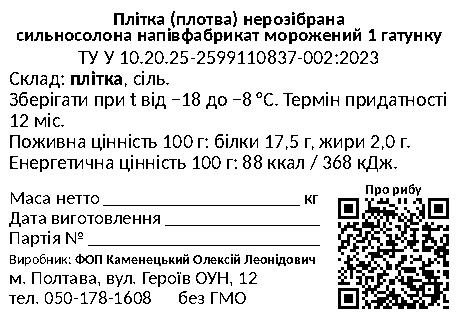 Плітка (плотва) нерозібрана
сильносолона напівфабрикат морожений 1 гатунку
ТУ У 10.20.25-2599110837-002:2023
Склад: плітка, сіль.
Зберігати при t від −18 до −8 °С. Термін придатності
12 міс.
Поживна цінність 100 г: білки 17,5 г, жири 2,0 г.
Енергетична цінність 100 г: 88 ккал / 368 кДж.
Маса нетто ____________________ кг
Дата виготовлення ________________
Партія № ________________________
Виробник: ФОП Каменецький Олексій Леонідович
м. Полтава, вул. Героїв ОУН, 12
тел. 050-178-1608 без ГМО
Про рибу